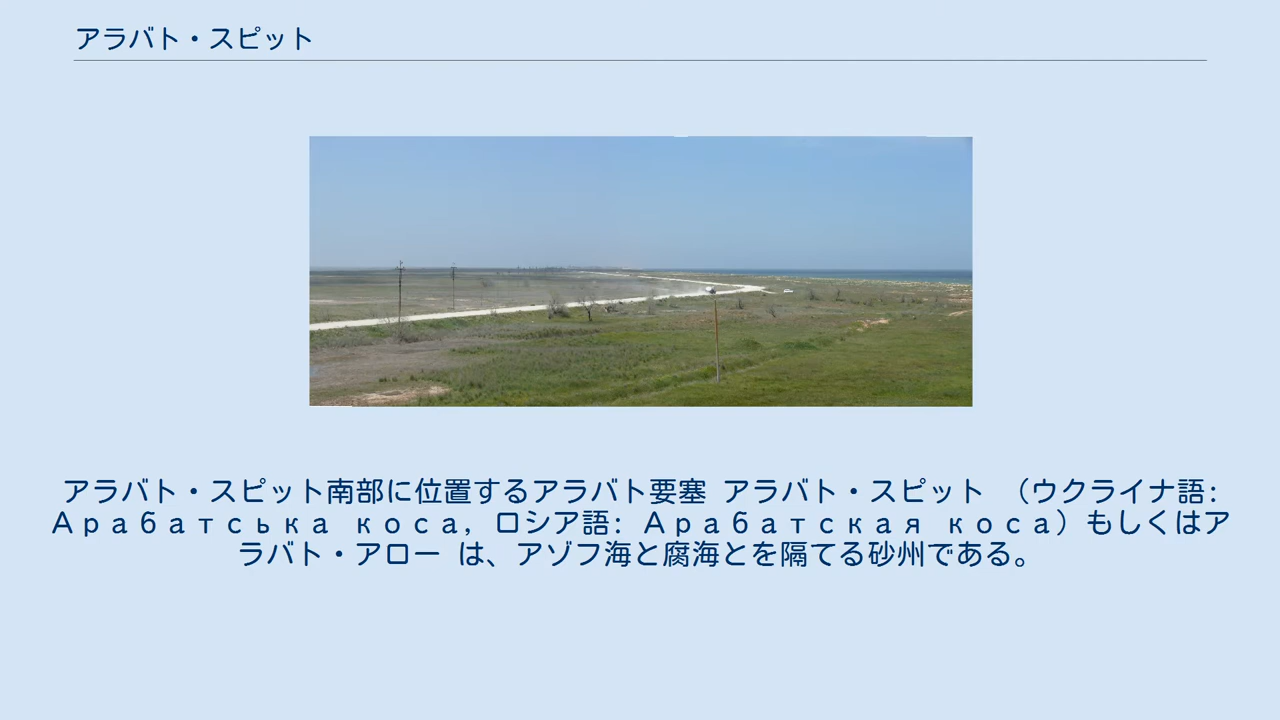 アラバト・スピット
アラバト・スピット南部に位置するアラバト要塞 アラバト・スピット （ウクライナ語:
Арабатська коса, ロシア語: Арабатская коса）もしくはア
ラバト・アロー は、アゾフ海と腐海とを隔てる砂州である。